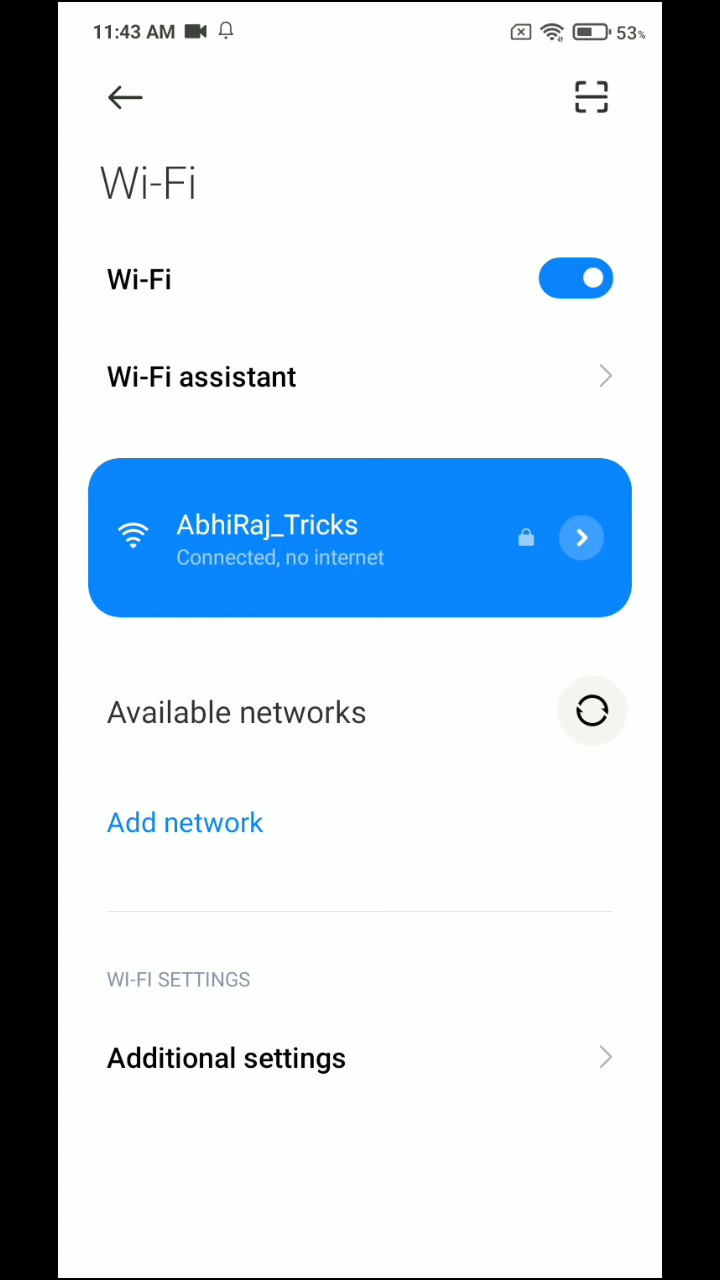 11:43 AM 53%
Wi-Fi
Wi-Fi
Wi-Fi assistant
AbhiRaj_Tricks
Connected, no internet
Available networks
Add network
WI-FI SETTINGS
Additional settings